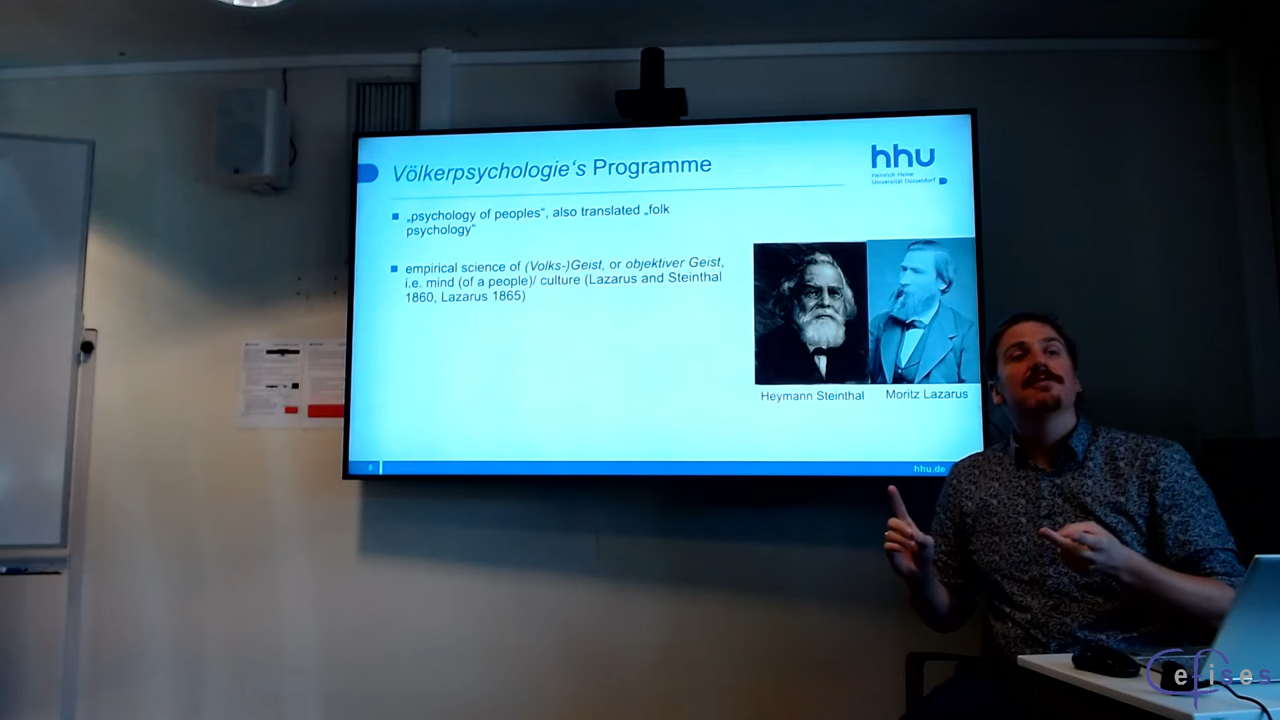 Völkerpsychologie‘s Programme
hhu
Heinrich Heine
Universität Düsseldorf
„psychology of peoples“, also translated „folk
psychology“
empirical science of (Volks-)Geist, or objektiver Geist,
i.e. mind (of a people)/ culture (Lazarus and Steinthal
1860, Lazarus 1865)
Heymann Steinthal
Moritz Lazarus
hhu.de
Cefises